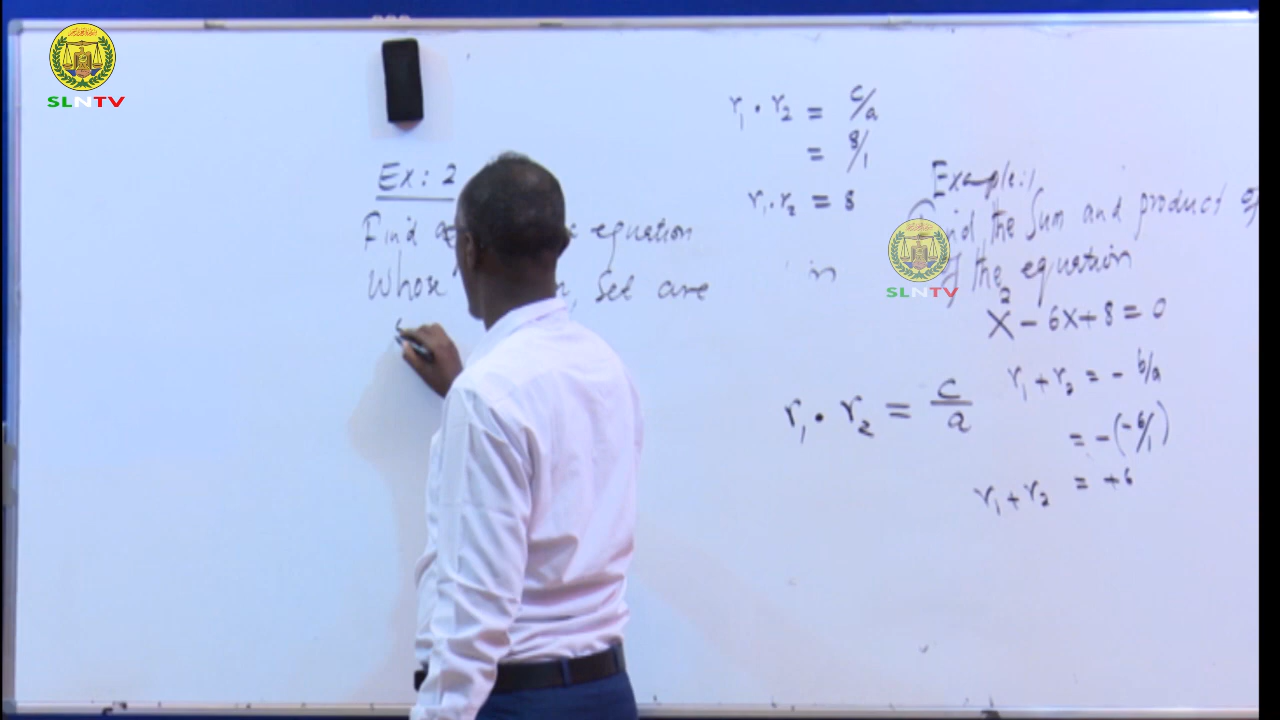 SLNTV
Ex: 2
Find equation
Whose Set are
r₁ · r₂ = c/a
= 8/1
r₁·r₂ = 8
Example: 1
the Sum and product of
in the equation
x² - 6x + 8 = 0
r₁ + r₂ = - b/a
= - (-6/1)
r₁ + r₂ = +6
r₁ · r₂ = c/a
SLNTV